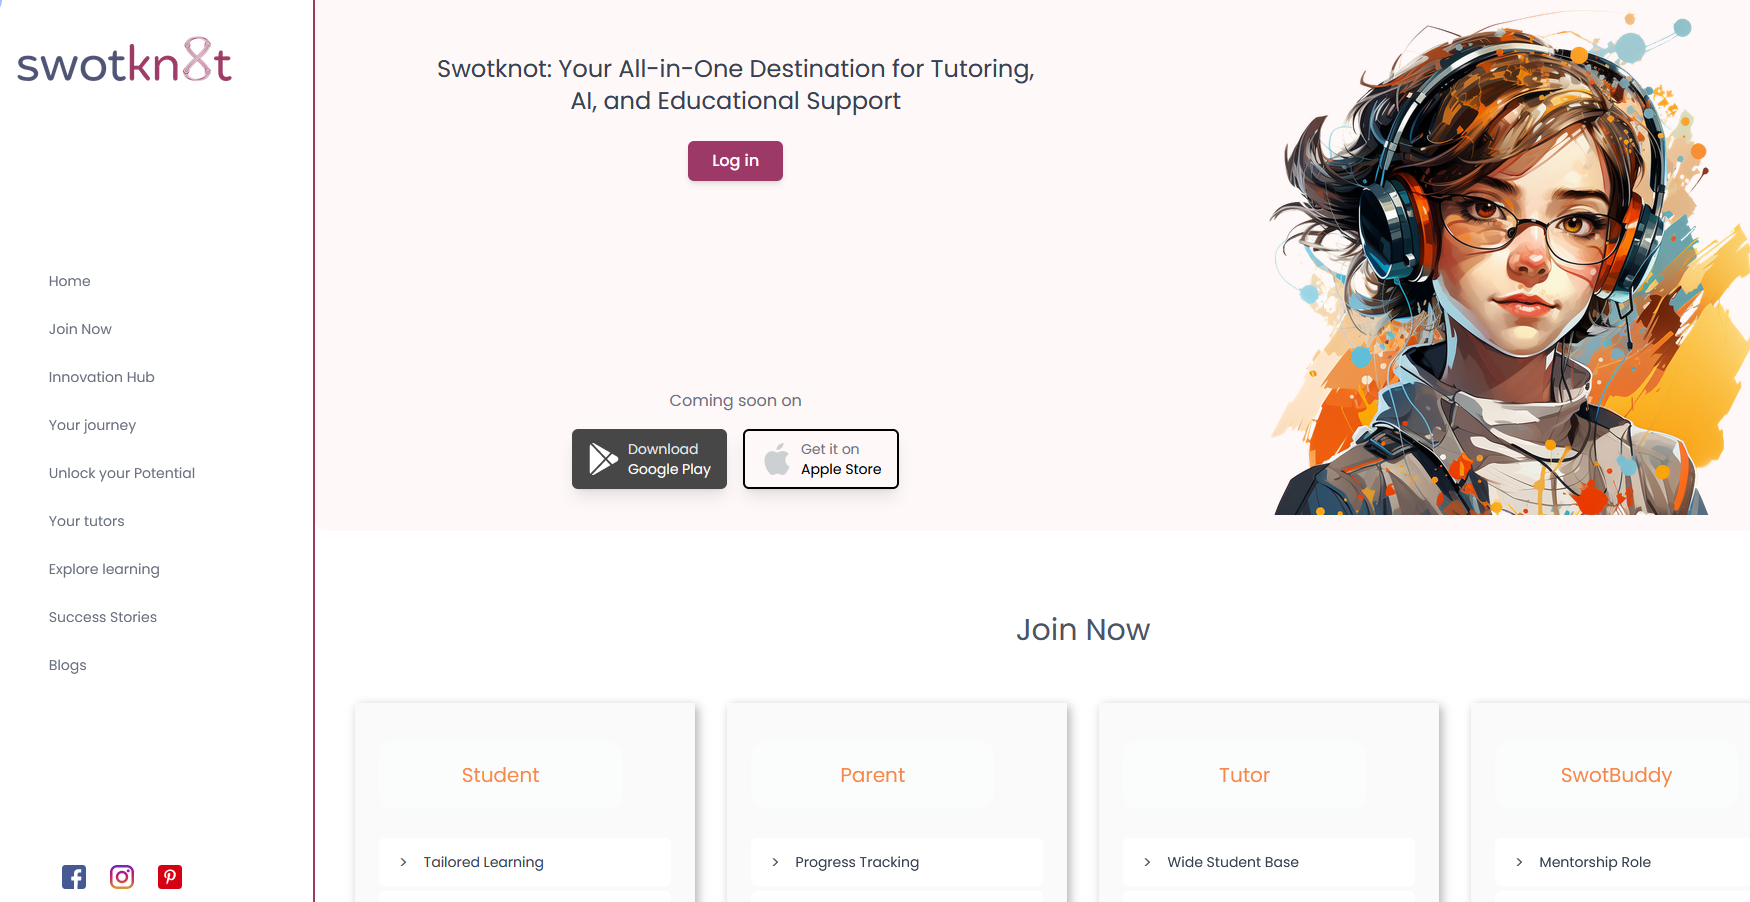 swotknot
Home
Join Now
Innovation Hub
Your journey
Unlock your Potential
Your tutors
Explore learning
Success Stories
Blogs
Swotknot: Your All-in-One Destination for Tutoring,
AI, and Educational Support
Log in
Coming soon on
Download
Google Play
Get it on
Apple Store
Join Now
Student
> Tailored Learning
Parent
> Progress Tracking
Tutor
> Wide Student Base
SwotBuddy
> Mentorship Role